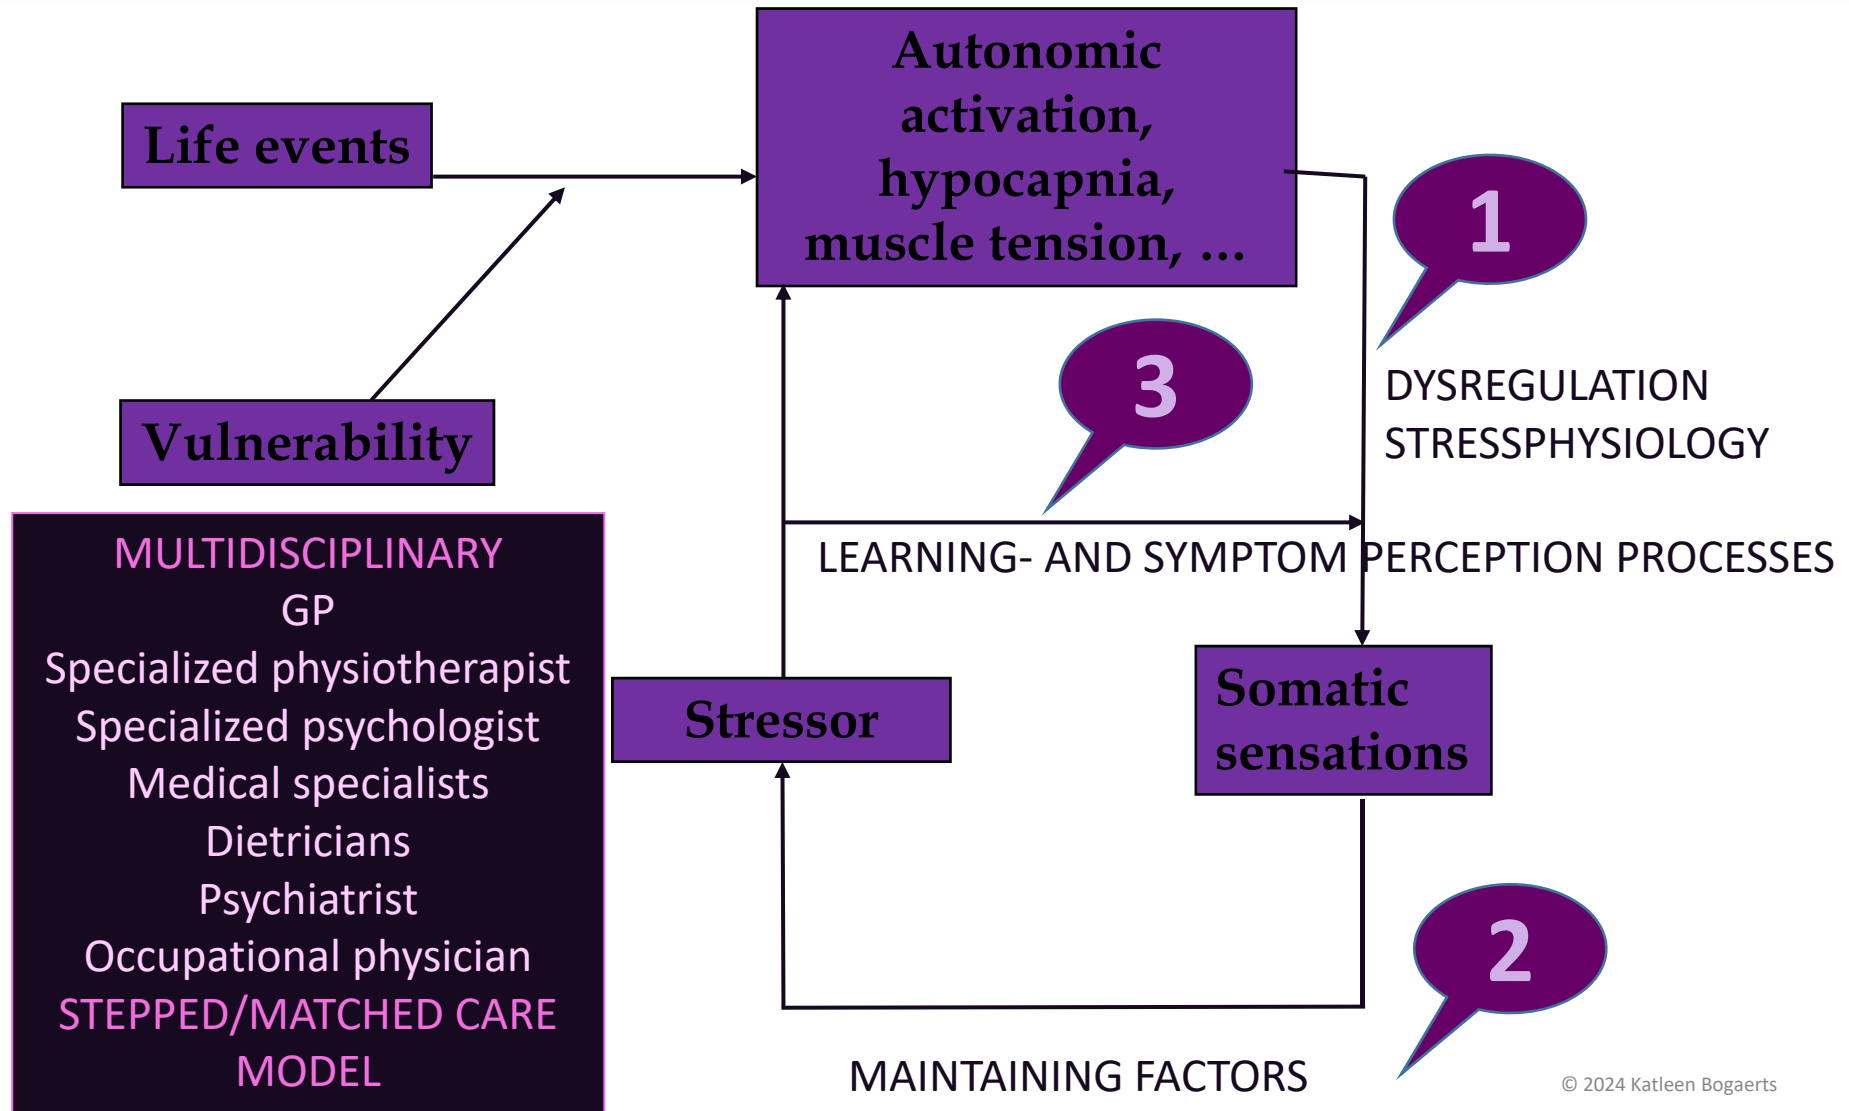 Autonomic
activation,
hypocapnia,
muscle tension, ...
Life events
1
3
DYSREGULATION
STRESSPHYSIOLOGY
Vulnerability
LEARNING- AND SYMPTOM PERCEPTION PROCESSES
MULTIDISCIPLINARY
GP
Specialized physiotherapist
Specialized psychologist
Medical specialists
Dietricians
Psychiatrist
Occupational physician
STEPPED/MATCHED CARE
MODEL
Stressor
Somatic
sensations
2
MAINTAINING FACTORS
© 2024 Katleen Bogaerts